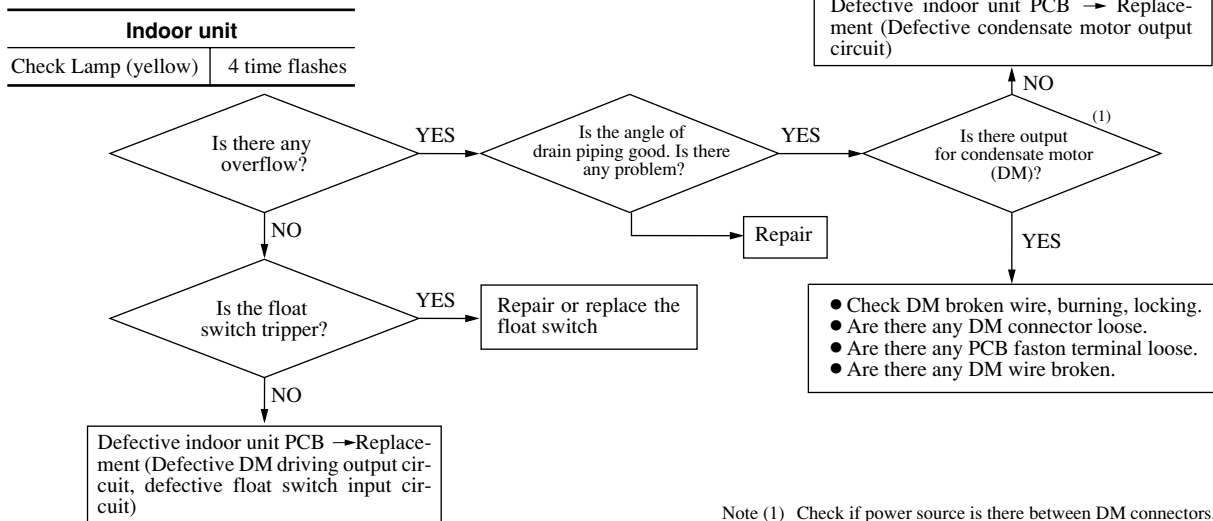 Indoor unit
Check Lamp (yellow) 4 time flashes
Defective indoor unit PCB → Replace-
ment (Defective condensate motor output
circuit)
NO
Is there any
overflow?
YES
Is the angle of
drain piping good. Is there
any problem?
YES
(1)
Is there output
for condensate motor
(DM)?
NO
Repair
YES
Is the float
switch tripper?
YES
Repair or replace the
float switch
● Check DM broken wire, burning, locking.
● Are there any DM connector loose.
● Are there any PCB faston terminal loose.
● Are there any DM wire broken.
NO
Defective indoor unit PCB →Replace-
ment (Defective DM driving output cir-
cuit, defective float switch input cir-
cuit)
Note (1) Check if power source is there between DM connectors.